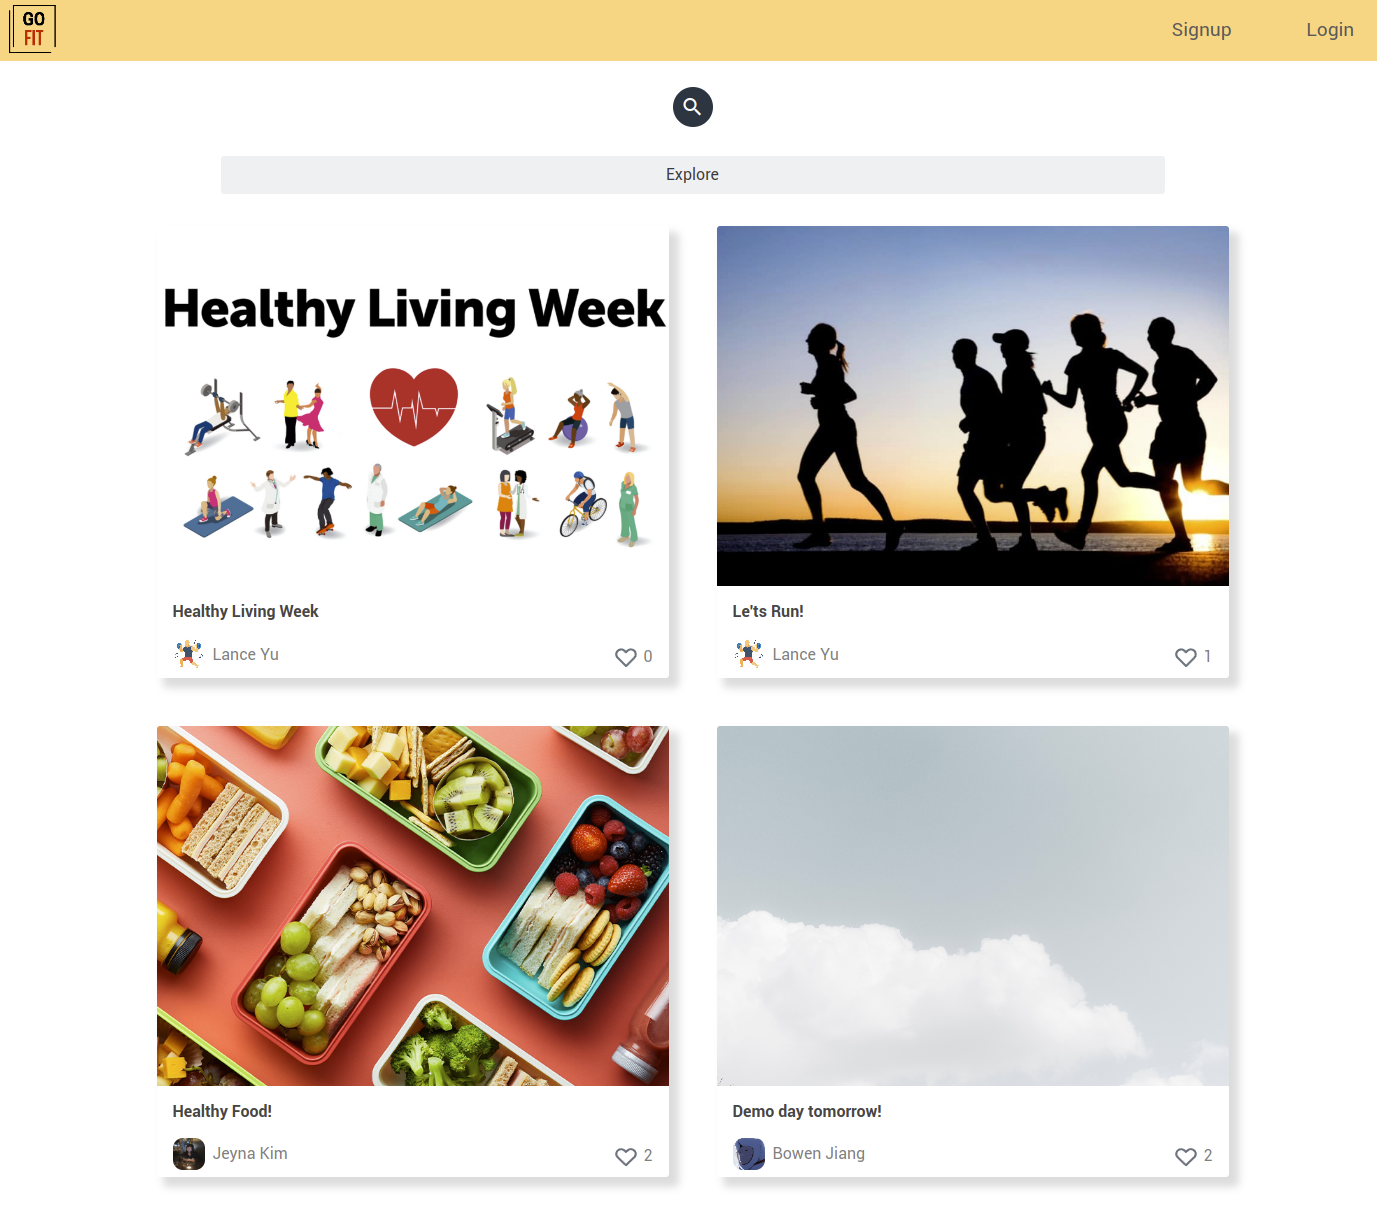 GO
FIT
Signup
Login
Explore
Healthy Living Week
Healthy Living Week
Lance Yu
0
Le'ts Run!
Lance Yu
1
Healthy Food!
Jeyna Kim
2
Demo day tomorrow!
Bowen Jiang
2